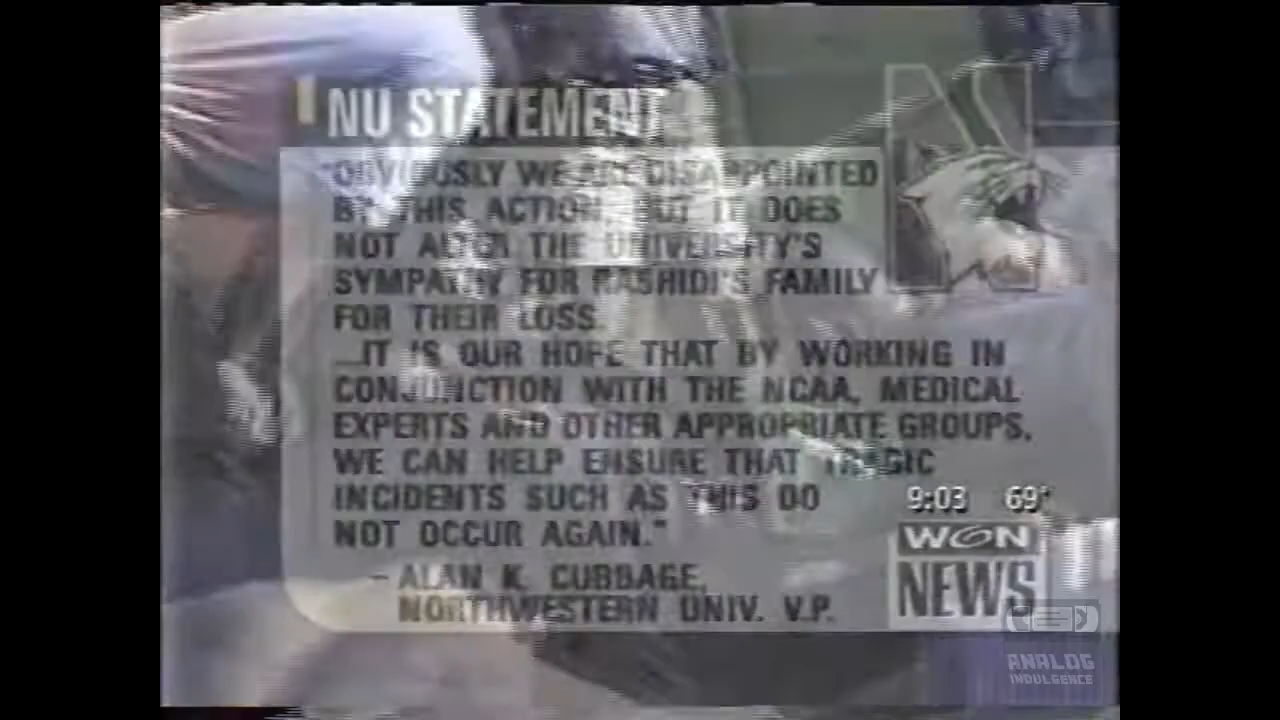 NU STATEMENT
"OBVIOUSLY WE ARE DISAPPOINTED
BY THIS ACTION, BUT IT DOES
NOT ALTER THE UNIVERSITY'S
SYMPATHY FOR RASHIDI'S FAMILY
FOR THEIR LOSS.
...IT IS OUR HOPE THAT BY WORKING IN
CONJUNCTION WITH THE NCAA, MEDICAL
EXPERTS AND OTHER APPROPRIATE GROUPS,
WE CAN HELP ENSURE THAT TRAGIC
INCIDENTS SUCH AS THIS DO
NOT OCCUR AGAIN."
- ALAN K. CUBBAGE,
NORTHWESTERN UNIV. V.P.
N
9:03 69°
WGN
NEWS
ANALOG
INDULGENCE